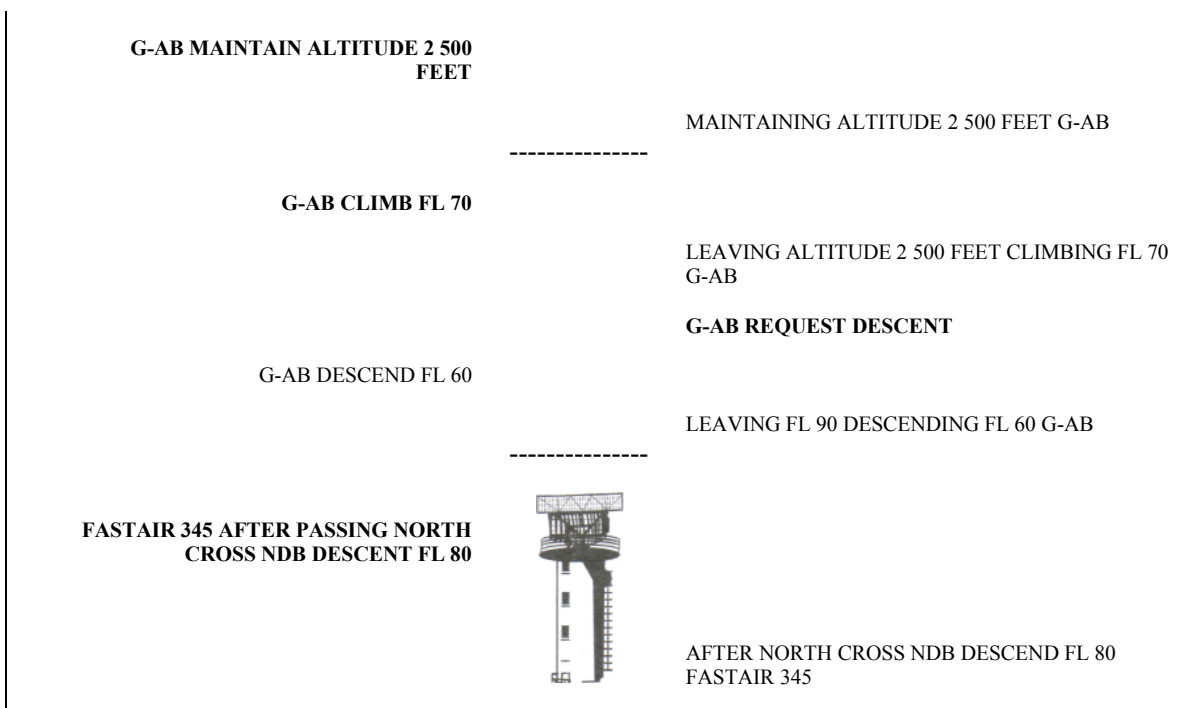 G-AB MAINTAIN ALTITUDE 2 500
FEET
MAINTAINING ALTITUDE 2 500 FEET G-AB
---------------
G-AB CLIMB FL 70
LEAVING ALTITUDE 2 500 FEET CLIMBING FL 70
G-AB
G-AB REQUEST DESCENT
G-AB DESCEND FL 60
LEAVING FL 90 DESCENDING FL 60 G-AB
---------------
FASTAIR 345 AFTER PASSING NORTH
CROSS NDB DESCENT FL 80
AFTER NORTH CROSS NDB DESCEND FL 80
FASTAIR 345